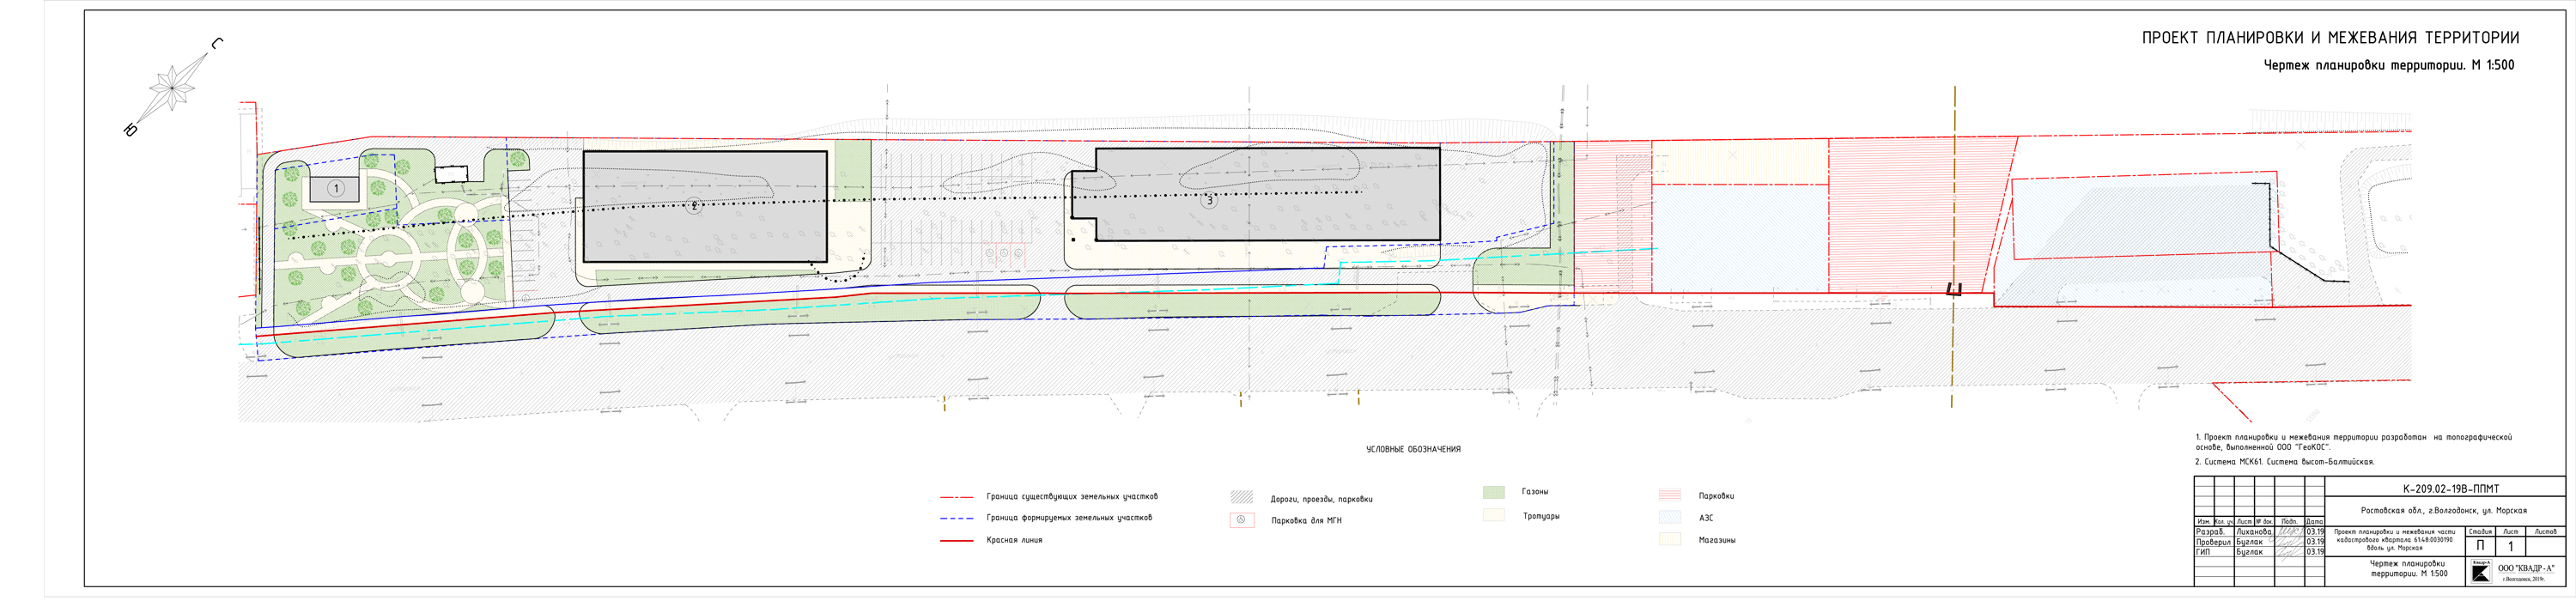 ПРОЕКТ ПЛАНИРОВКИ И МЕЖЕВАНИЯ ТЕРРИТОРИИ
Чертеж планировки территории. М 1:500
С
Ю
1
2
3
УСЛОВНЫЕ ОБОЗНАЧЕНИЯ
Граница существующих земельных участков
Граница формируемых земельных участков
Красная линия
Дороги, проезды, парковки
Парковка для МГН
Газоны
Тротуары
Парковки
АЗС
Магазины
1. Проект планировки и межевания территории разработан на топографической
основе, выполненной ООО "ГеоКОС".
2. Система МСК61. Система высот-Балтийская.
К-209.02-19В-ППМТ
Ростовская обл., г.Волгодонск, ул. Морская
Изм. Кол. уч. Лист № док. Подп. Дата
Разраб. Лиханова 03.19
Проверил Буглак 03.19
ГИП Буглак 03.19
Проект планировки и межевания части
кадастрового квартала 61:48:0030190
вдоль ул. Морская
Стадия Лист Листов
П 1
Чертеж планировки
территории. М 1:500
Квадр-А
ООО "КВАДР-А"
г.Волгодонск, 2019г.